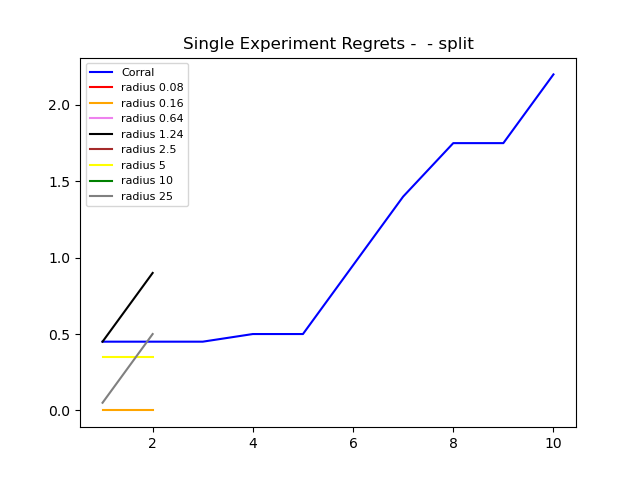 Single Experiment Regrets -  - split
Corral
radius 0.08
radius 0.16
radius 0.64
radius 1.24
radius 2.5
radius 5
radius 10
radius 25
2.0
1.5
1.0
0.5
0.0
2 4 6 8 10